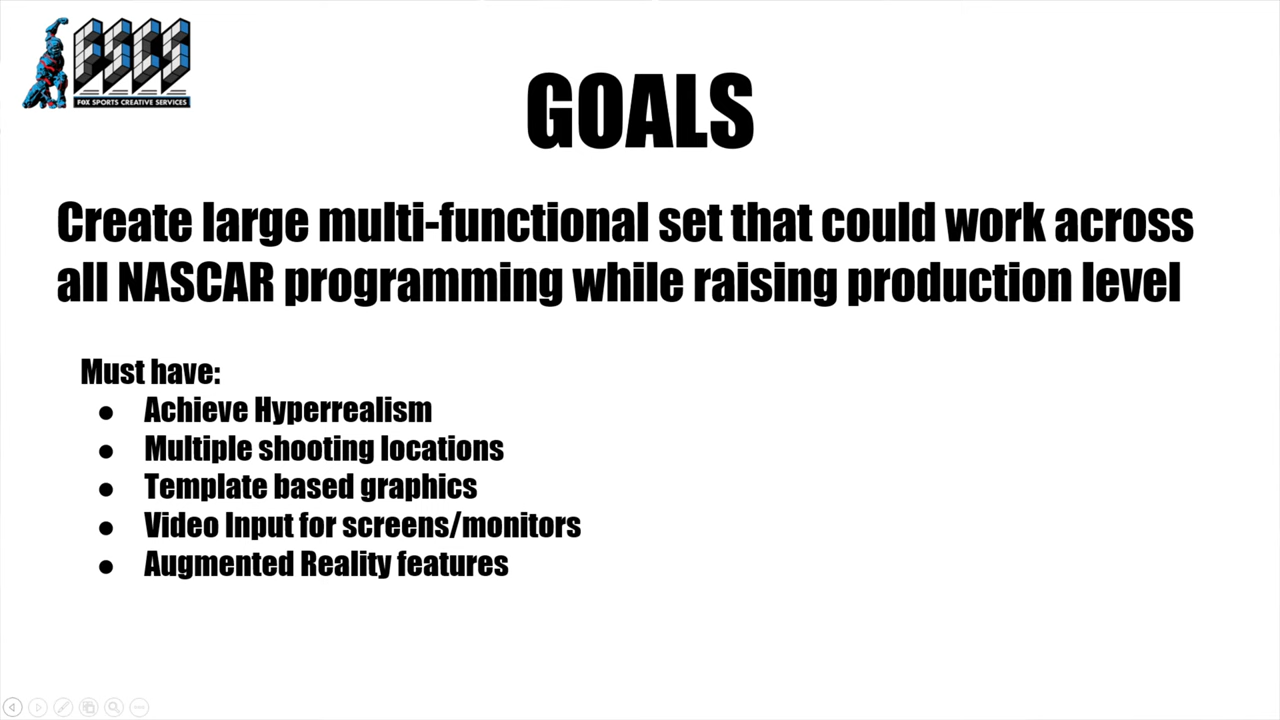 FSCS
FOX SPORTS CREATIVE SERVICES
GOALS
Create large multi-functional set that could work across
all NASCAR programming while raising production level
Must have:
● Achieve Hyperrealism
● Multiple shooting locations
● Template based graphics
● Video Input for screens/monitors
● Augmented Reality features